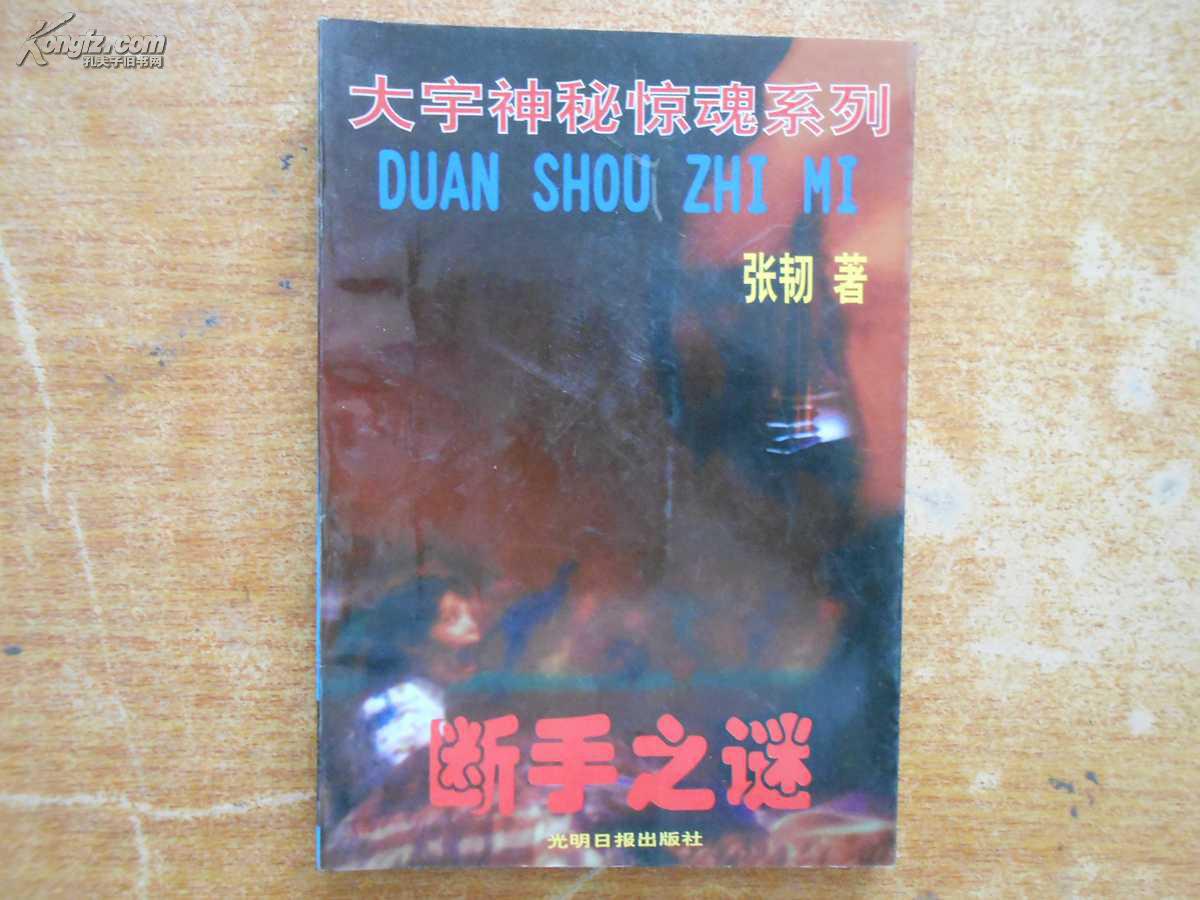 Kongfz.com
孔夫子旧书网
大宇神秘惊魂系列
DUAN SHOU ZHI MI
张韧 著
断手之谜
光明日报出版社